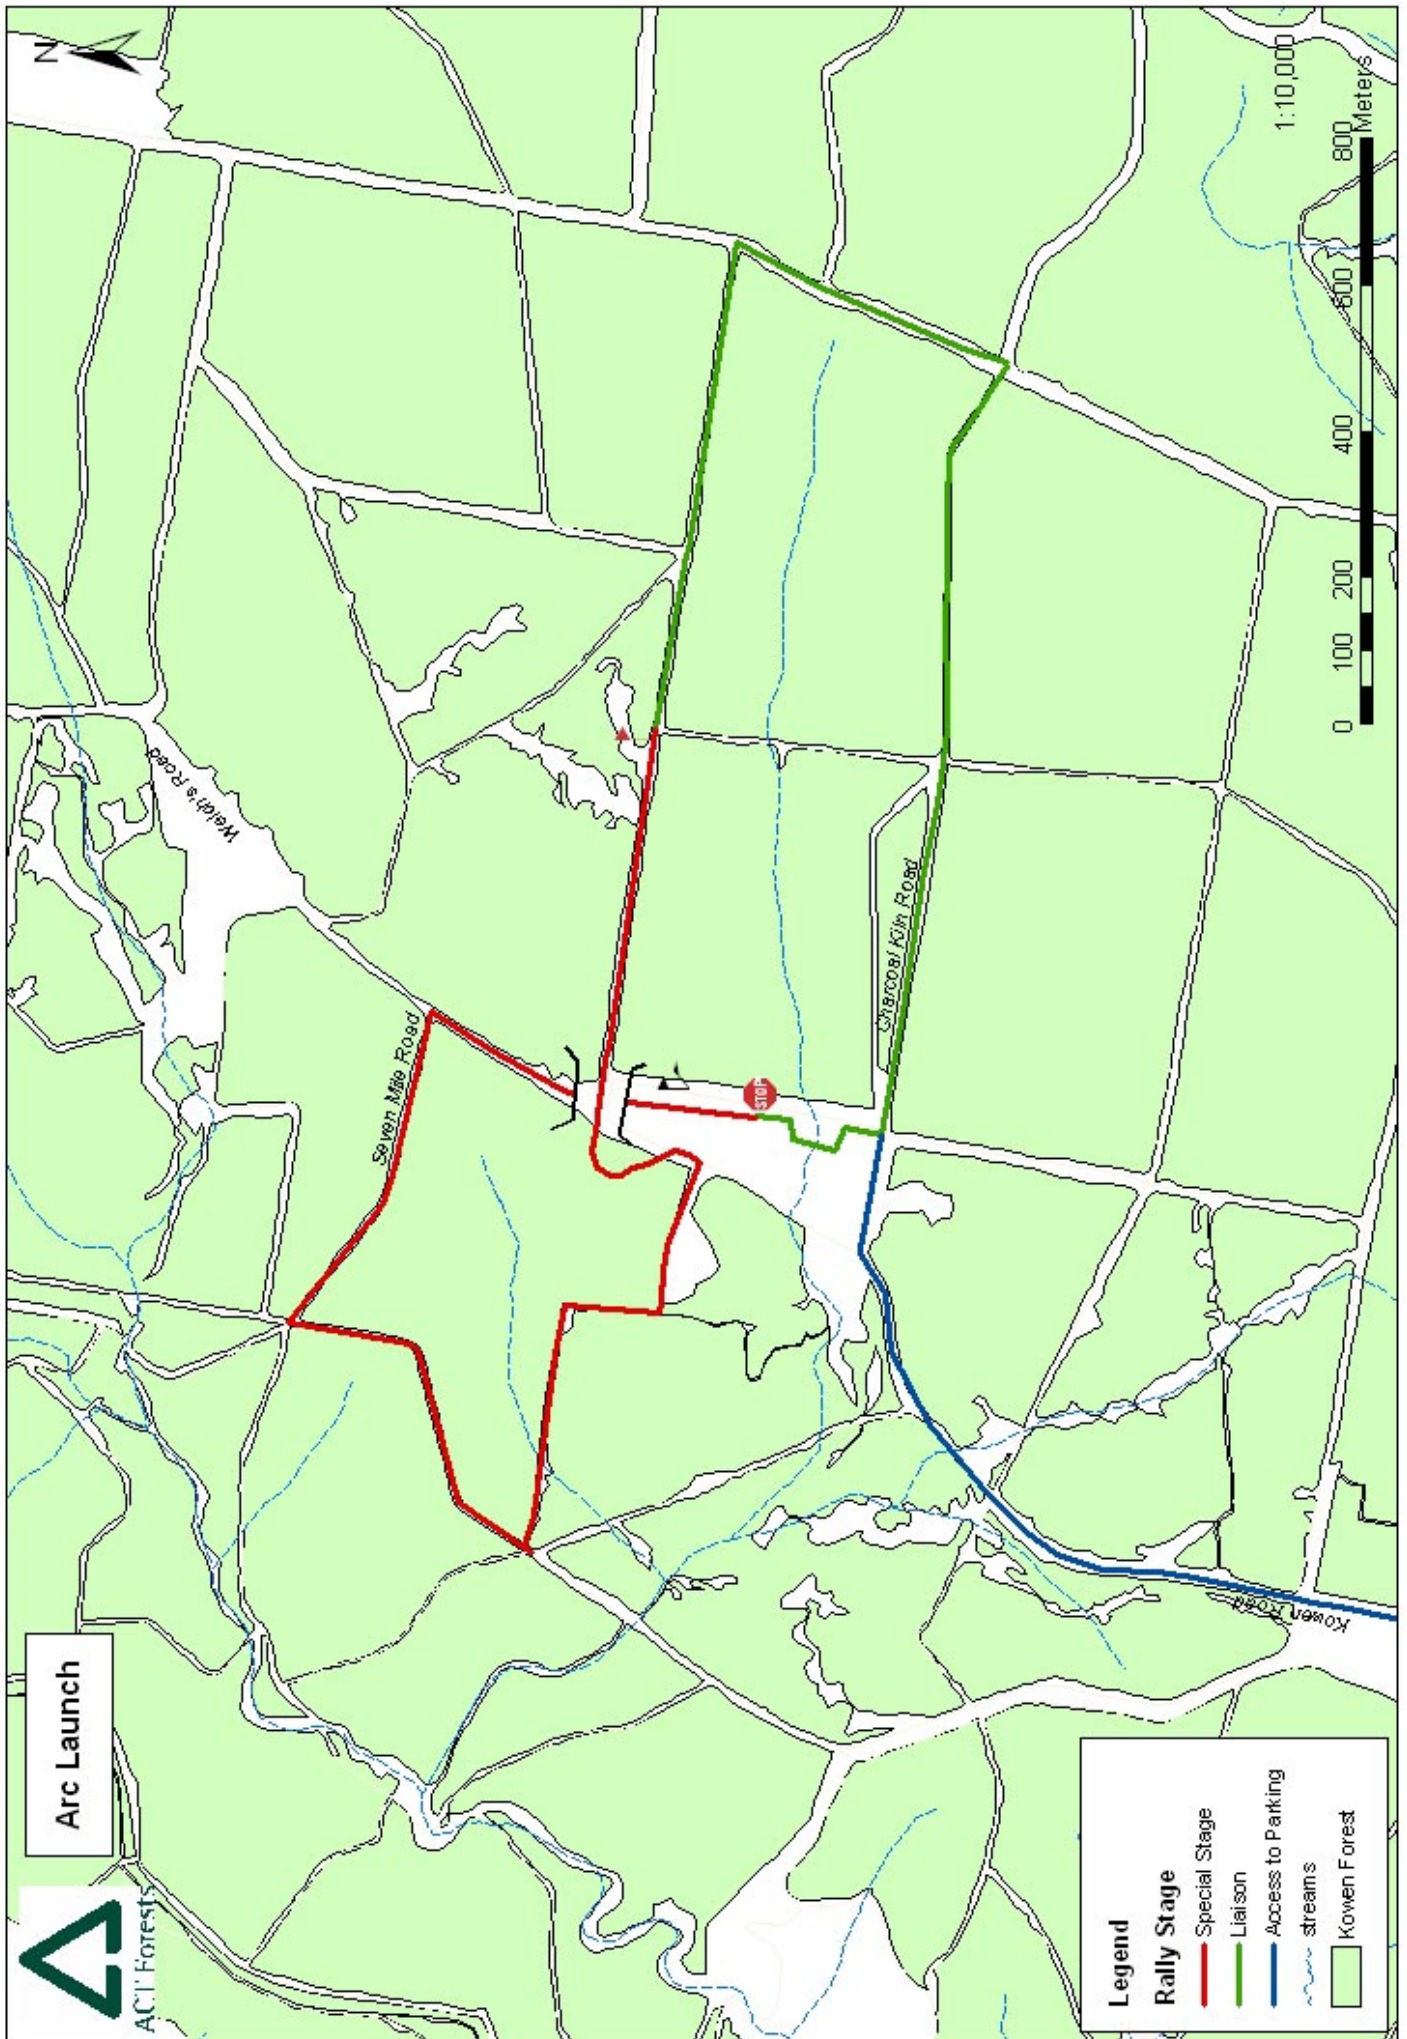 Arc Launch
ACT Forests
N
Welsh's Road
Seven Mile Road
STOP
Charcoal Kiln Road
Kowen Road
Legend
Rally Stage
Special Stage
Liaison
Access to Parking
streams
Kowen Forest
1:10,000
0 100 200 400 600 800
Meters